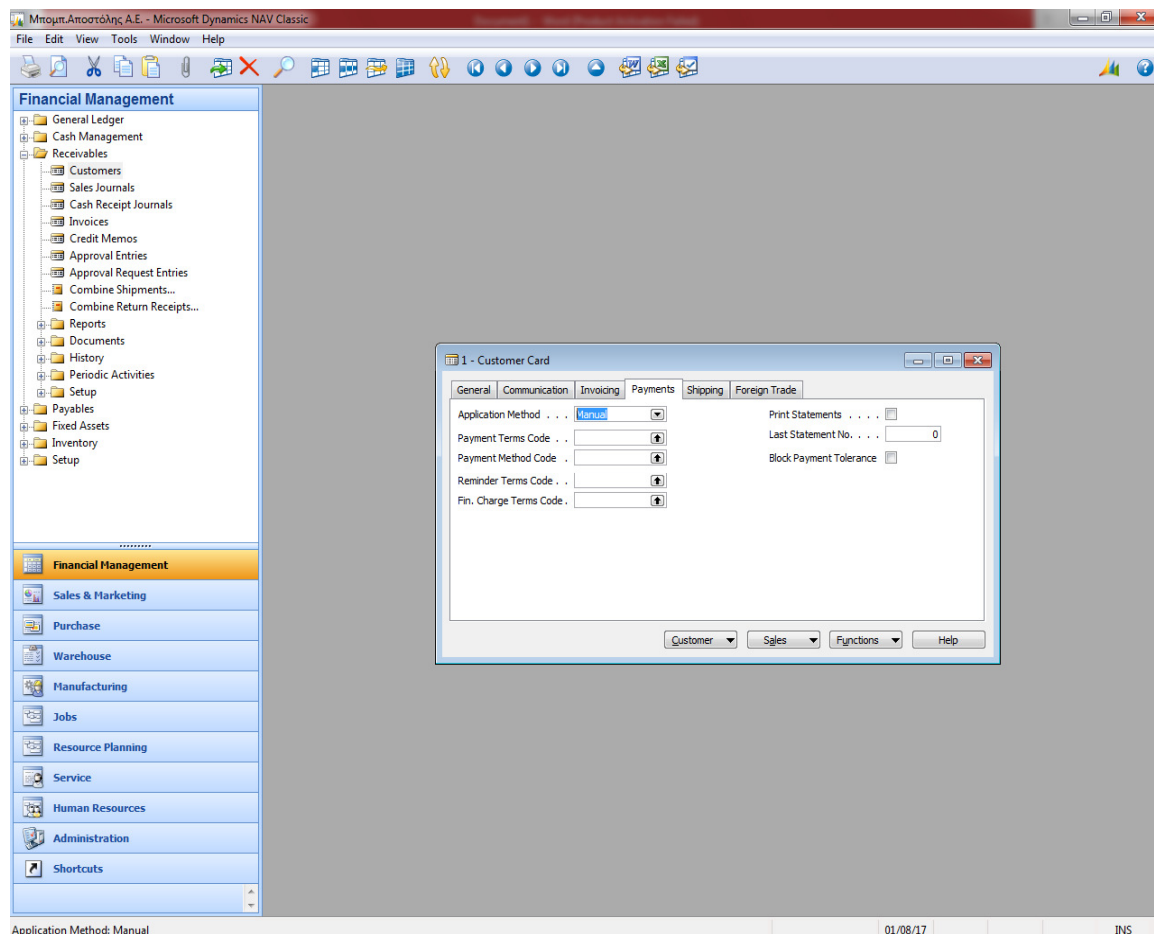 Μπομπ.Αποστόλης Α.Ε. - Microsoft Dynamics NAV Classic
File Edit View Tools Window Help
Financial Management
General Ledger
Cash Management
Receivables
Customers
Sales Journals
Cash Receipt Journals
Invoices
Credit Memos
Approval Entries
Approval Request Entries
Combine Shipments...
Combine Return Receipts...
Reports
Documents
History
Periodic Activities
Setup
Payables
Fixed Assets
Inventory
Setup
Financial Management
Sales & Marketing
Purchase
Warehouse
Manufacturing
Jobs
Resource Planning
Service
Human Resources
Administration
Shortcuts
1 - Customer Card
General Communication Invoicing Payments Shipping Foreign Trade
Application Method . . . Manual Print Statements . . . .
Payment Terms Code . . Last Statement No. . . . . 0
Payment Method Code . Block Payment Tolerance
Reminder Terms Code . .
Fin. Charge Terms Code .
Customer Sales Functions Help
Application Method: Manual 01/08/17 INS